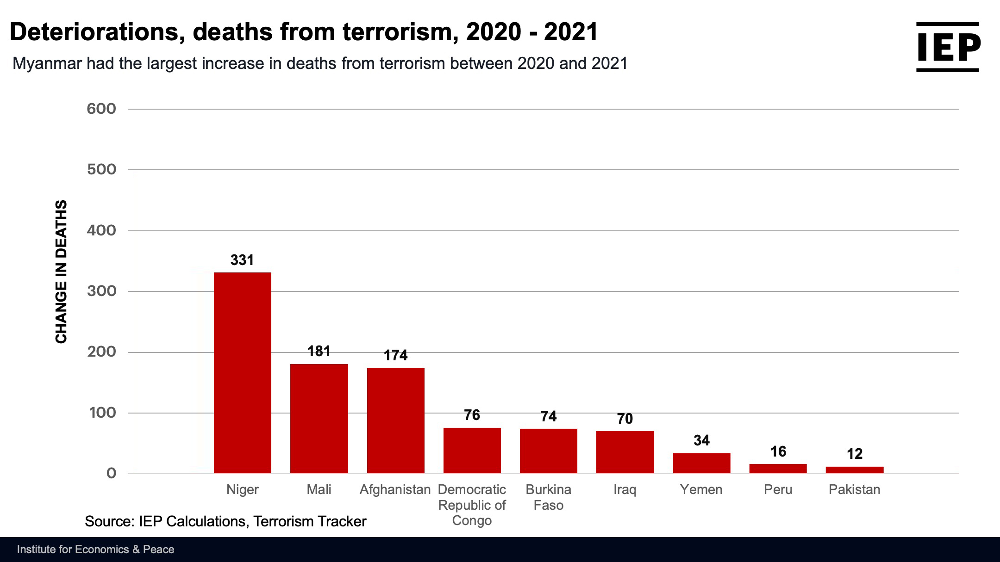 Deteriorations, deaths from terrorism, 2020 - 2021
IEP
Myanmar had the largest increase in deaths from terrorism between 2020 and 2021
600
500
400
300
200
100
0
CHANGE IN DEATHS
331
181
174
76
74
70
34
16
12
Niger
Mali
Afghanistan
Democratic
Republic of
Congo
Burkina
Faso
Iraq
Yemen
Peru
Pakistan
Source: IEP Calculations, Terrorism Tracker
Institute for Economics & Peace